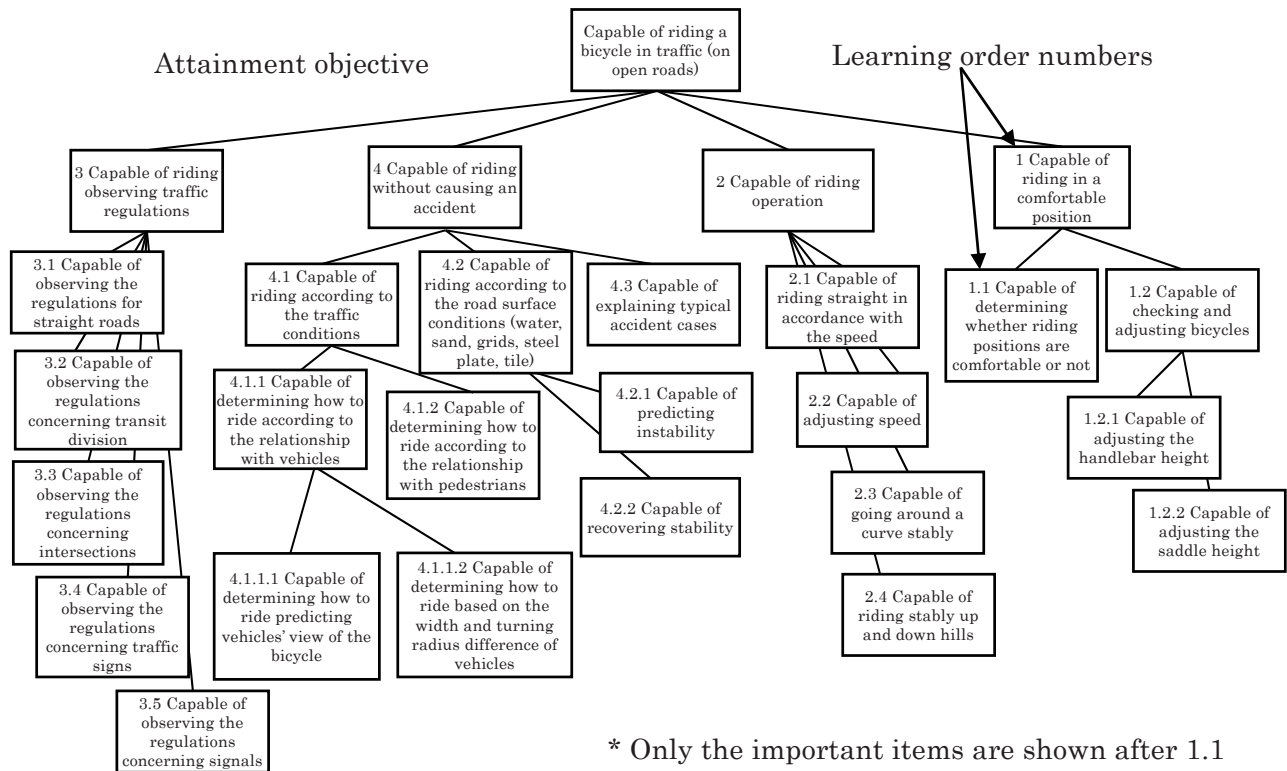 Capable of riding a
bicycle in traffic (on
open roads)
Attainment objective
Learning order numbers
3 Capable of riding
observing traffic
regulations
4 Capable of riding
without causing an
accident
2 Capable of riding
operation
1 Capable of
riding in a
comfortable
position
3.1 Capable of
observing the
regulations for
straight roads
4.1 Capable of
riding according to
the traffic
conditions
4.2 Capable of
riding according to
the road surface
conditions (water,
sand, grids, steel
plate, tile)
4.3 Capable of
explaining typical
accident cases
2.1 Capable of
riding straight in
accordance with
the speed
1.1 Capable of
determining
whether riding
positions are
comfortable or not
1.2 Capable of
checking and
adjusting bicycles
3.2 Capable of
observing the
regulations
concerning transit
division
4.1.1 Capable of
determining how to
ride according to
the relationship
with vehicles
4.1.2 Capable of
determining how to
ride according to
the relationship
with pedestrians
4.2.1 Capable of
predicting
instability
2.2 Capable of
adjusting speed
1.2.1 Capable of
adjusting the
handlebar height
3.3 Capable of
observing the
regulations
concerning
intersections
4.2.2 Capable of
recovering stability
2.3 Capable of
going around a
curve stably
1.2.2 Capable of
adjusting the
saddle height
3.4 Capable of
observing the
regulations
concerning traffic
signs
4.1.1.1 Capable of
determining how to
ride predicting
vehicles’ view of the
bicycle
4.1.1.2 Capable of
determining how to
ride based on the
width and turning
radius difference of
vehicles
2.4 Capable of
riding stably up
and down hills
3.5 Capable of
observing the
regulations
concerning signals
* Only the important items are shown after 1.1